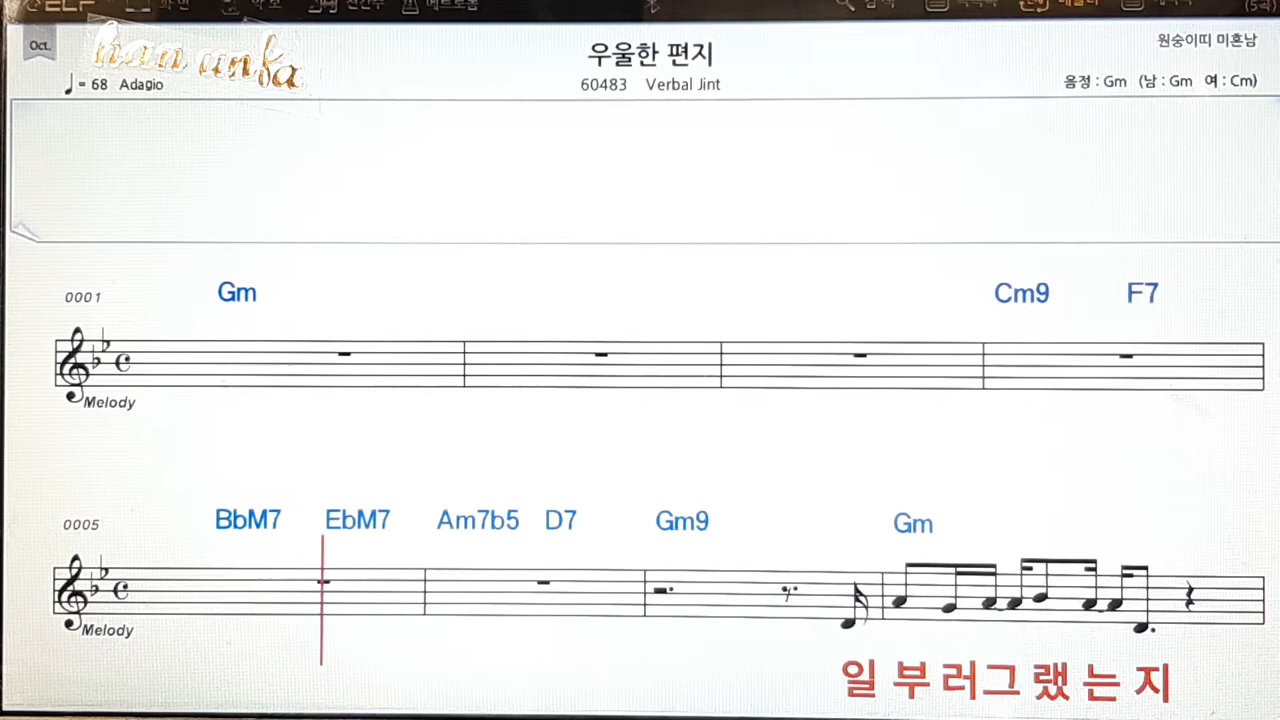 Oct.
han unfa
우울한 편지
원숭이띠 미혼남
♩= 68 Adagio
60483 Verbal Jint
음정 : Gm (남 : Gm 여 : Cm)
0001 Gm Cm9 F7
Melody
0005 BbM7 EbM7 Am7b5 D7 Gm9 Gm
Melody
일 부 러 그 랬 는 지